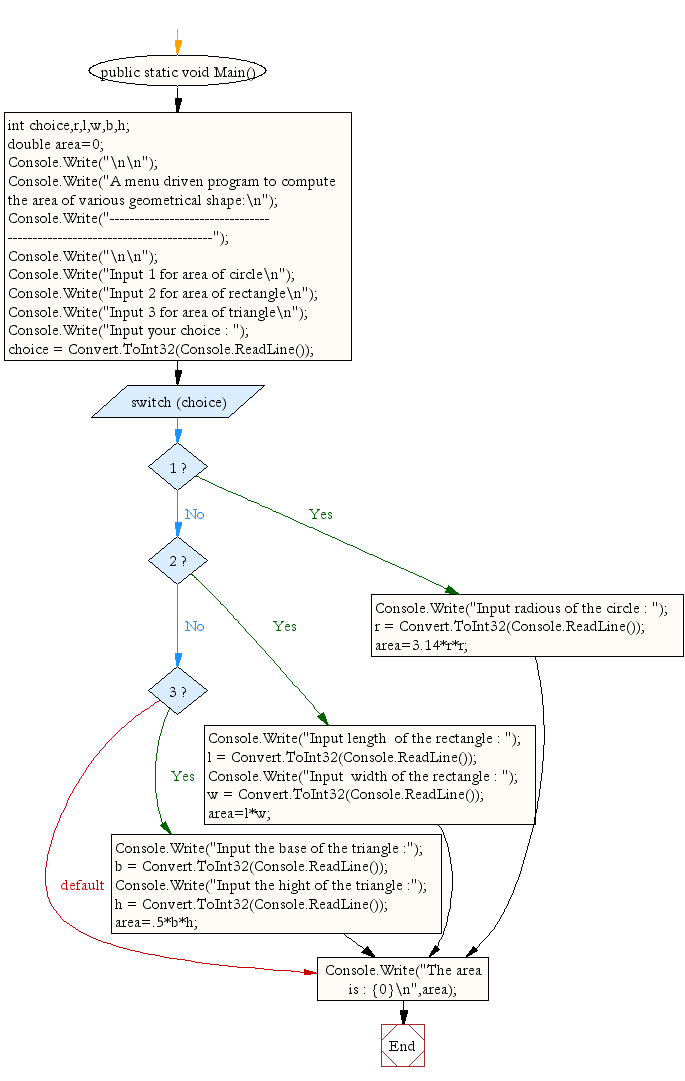 public static void Main()
int choice,r,l,w,b,h;
double area=0;
Console.Write("\n\n");
Console.Write("A menu driven program to compute
the area of various geometrical shape:\n");
Console.Write("--------------------------------
-----------------------------------------");
Console.Write("\n\n");
Console.Write("Input 1 for area of circle\n");
Console.Write("Input 2 for area of rectangle\n");
Console.Write("Input 3 for area of triangle\n");
Console.Write("Input your choice : ");
choice = Convert.ToInt32(Console.ReadLine());
switch (choice)
1 ?
No
Yes
2 ?
No
Yes
Console.Write("Input radious of the circle : ");
r = Convert.ToInt32(Console.ReadLine());
area=3.14*r*r;
3 ?
Yes
default
Console.Write("Input length  of the rectangle : ");
l = Convert.ToInt32(Console.ReadLine());
Console.Write("Input  width of the rectangle : ");
w = Convert.ToInt32(Console.ReadLine());
area=l*w;
Console.Write("Input the base of the triangle :");
b = Convert.ToInt32(Console.ReadLine());
Console.Write("Input the hight of the triangle :");
h = Convert.ToInt32(Console.ReadLine());
area=.5*b*h;
Console.Write("The area
is : {0}\n",area);
End